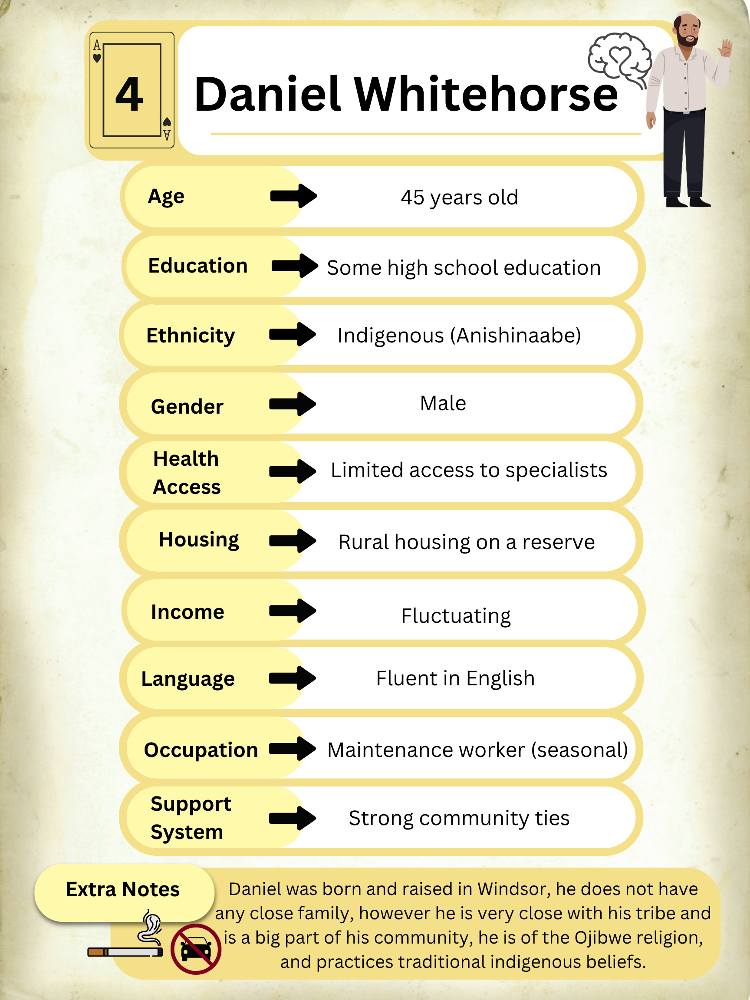 A
4
A
Daniel Whitehorse
Age
45 years old
Education
Some high school education
Ethnicity
Indigenous (Anishinaabe)
Gender
Male
Health
Access
Limited access to specialists
Housing
Rural housing on a reserve
Income
Fluctuating
Language
Fluent in English
Occupation
Maintenance worker (seasonal)
Support
System
Strong community ties
Extra Notes
Daniel was born and raised in Windsor, he does not have
any close family, however he is very close with his tribe and
is a big part of his community, he is of the Ojibwe religion,
and practices traditional indigenous beliefs.